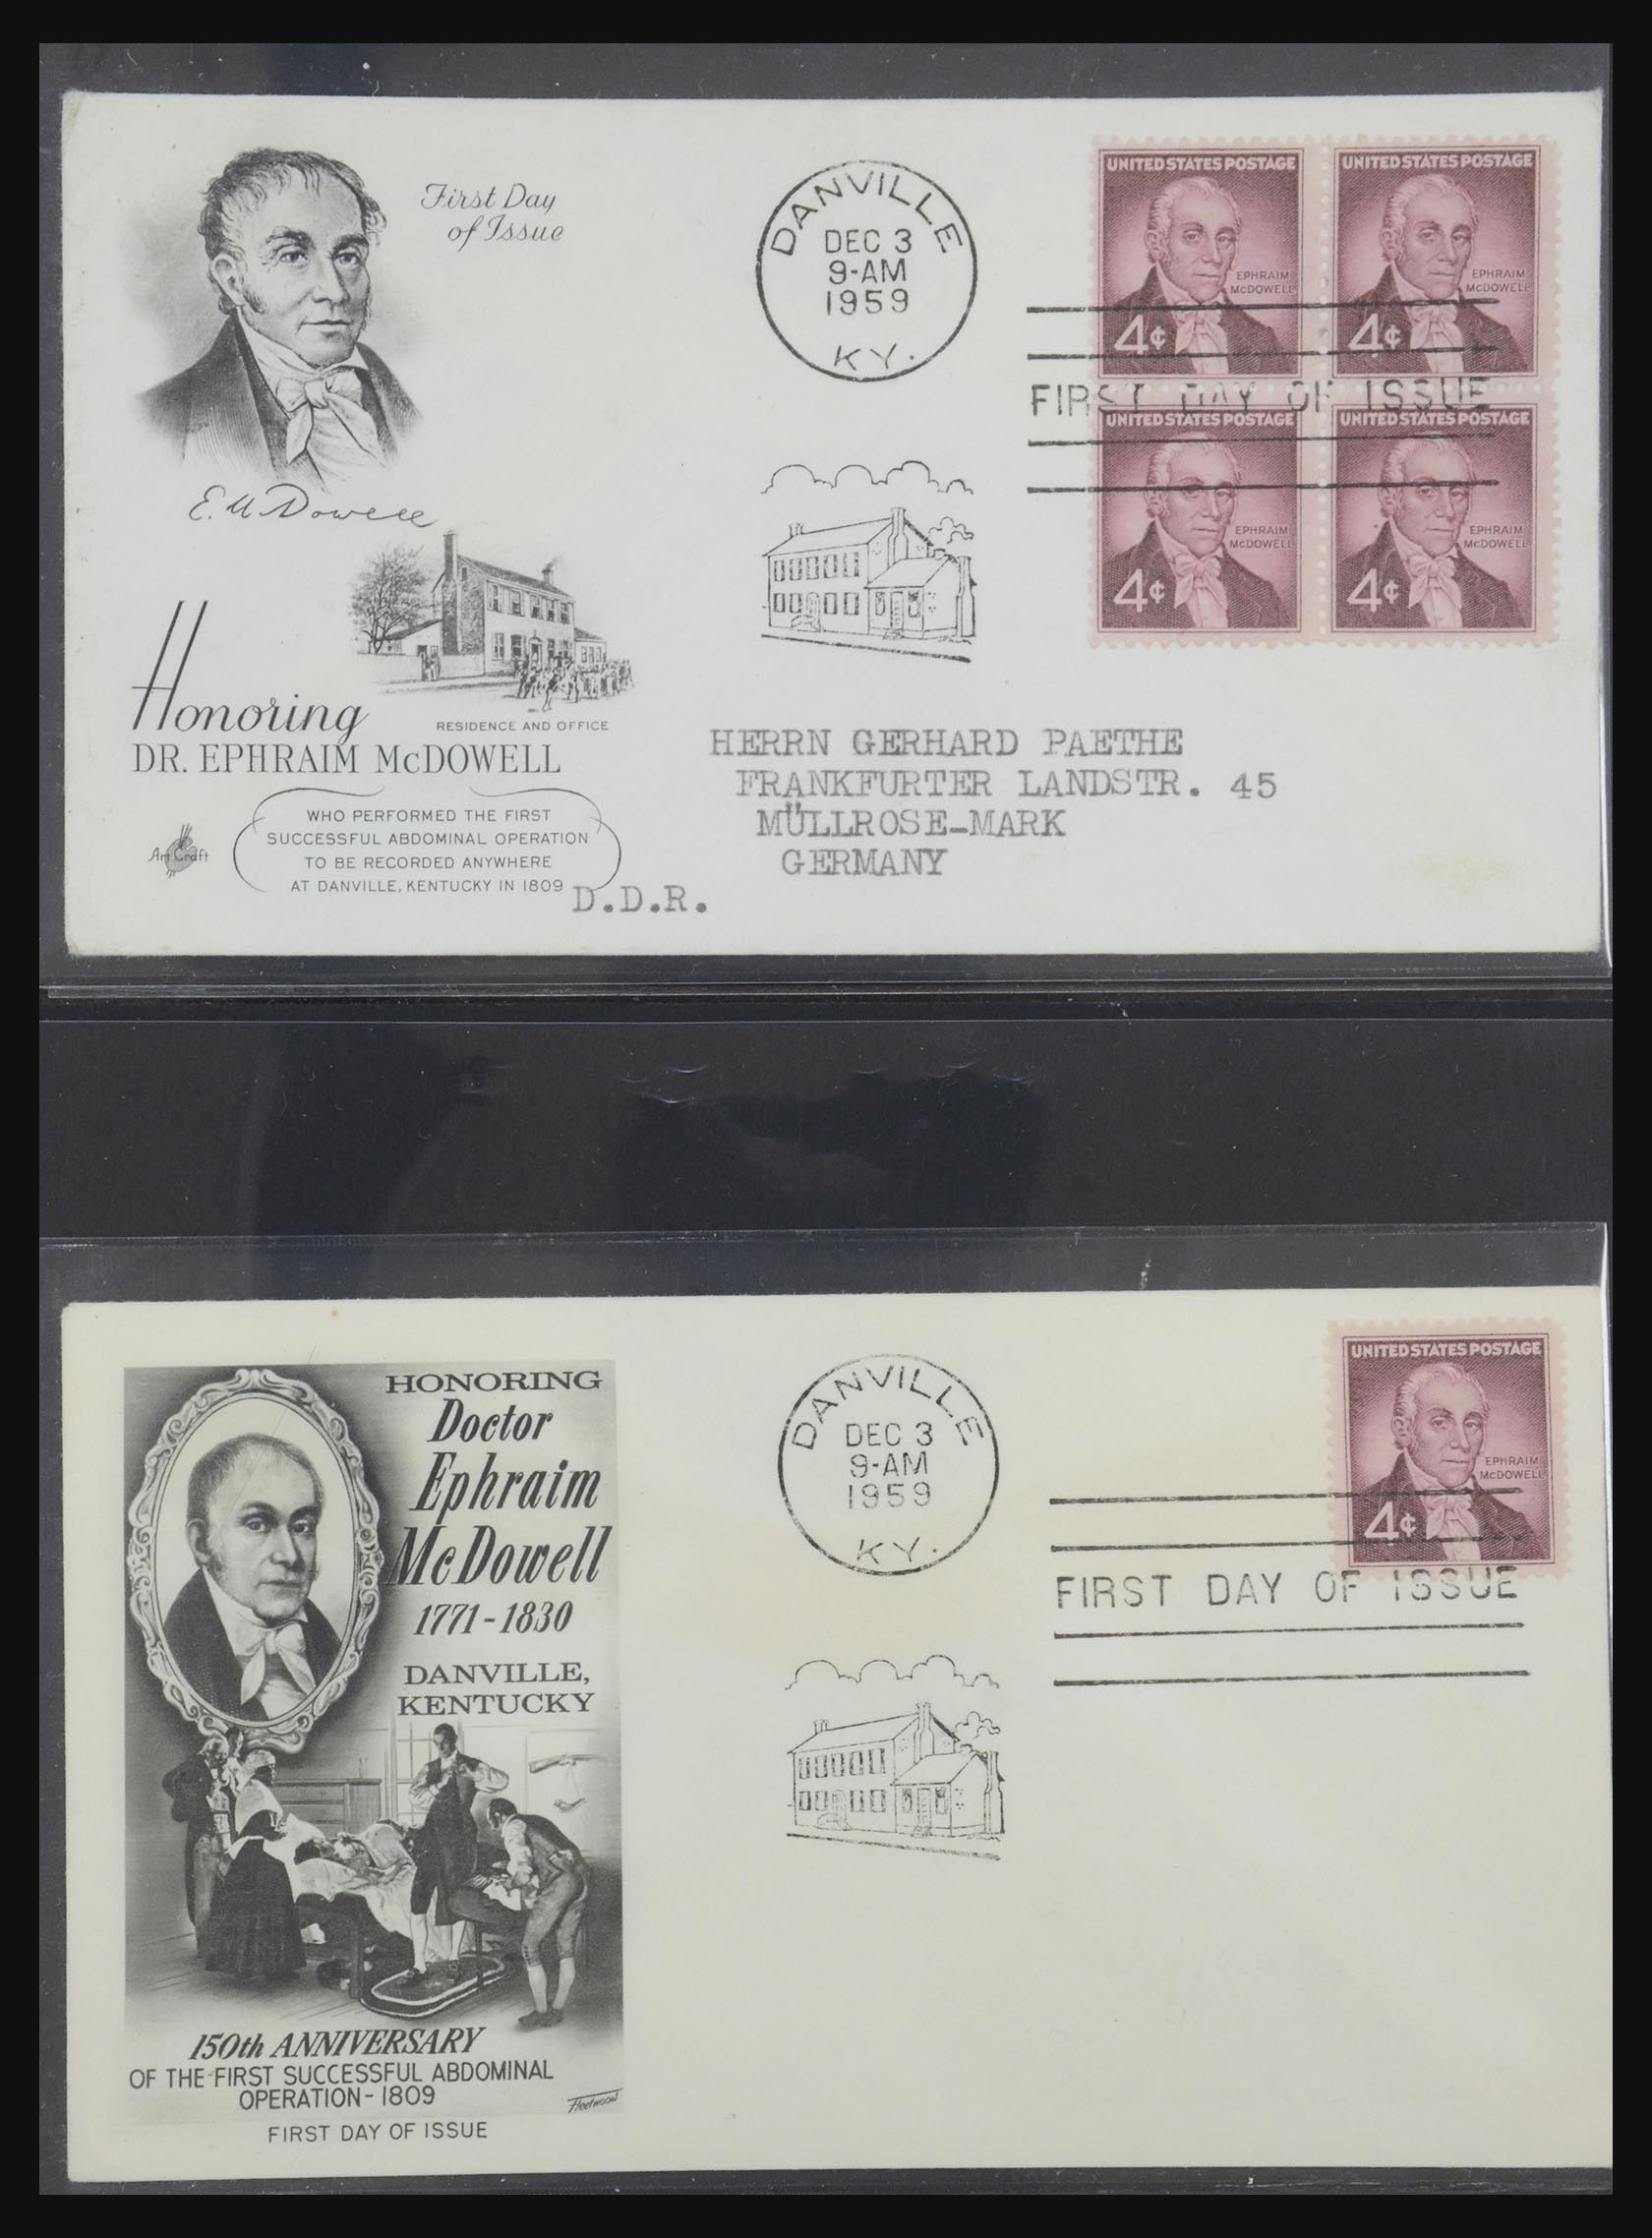 First Day
of Issue
E. McDowell
Honoring
RESIDENCE AND OFFICE
DR. EPHRAIM McDOWELL
WHO PERFORMED THE FIRST
SUCCESSFUL ABDOMINAL OPERATION
TO BE RECORDED ANYWHERE
AT DANVILLE, KENTUCKY IN 1809
Art Craft
DANVILLE
DEC 3
9-AM
1959
KY.
UNITED STATES POSTAGE
EPHRAIM
McDOWELL
4¢
UNITED STATES POSTAGE
EPHRAIM
McDOWELL
4¢
FIRST DAY OF ISSUE
UNITED STATES POSTAGE
EPHRAIM
McDOWELL
4¢
UNITED STATES POSTAGE
EPHRAIM
McDOWELL
4¢
HERRN GERHARD PAETHE
FRANKFURTER LANDSTR. 45
MÜLLROSE-MARK
GERMANY
D.D.R.
HONORING
Doctor
Ephraim
McDowell
1771-1830
DANVILLE,
KENTUCKY
150th ANNIVERSARY
OF THE FIRST SUCCESSFUL ABDOMINAL
OPERATION-1809
Fleetwood
FIRST DAY OF ISSUE
DANVILLE
DEC 3
9-AM
1959
KY.
UNITED STATES POSTAGE
EPHRAIM
McDOWELL
4¢
FIRST DAY OF ISSUE